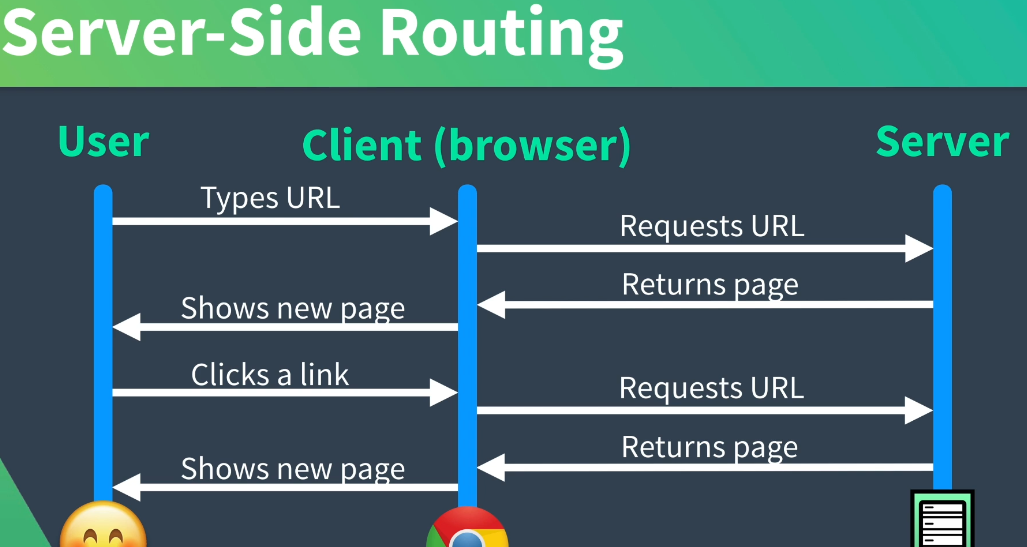 Server-Side Routing
User
Client (browser)
Server
Types URL
Requests URL
Returns page
Shows new page
Clicks a link
Requests URL
Returns page
Shows new page